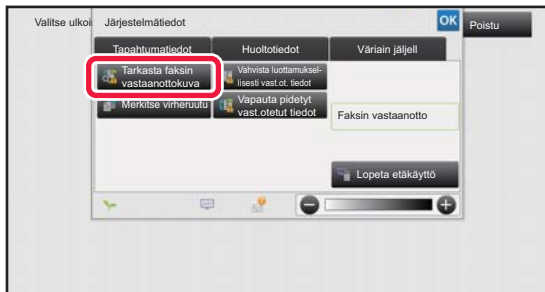 Valitse ulkoi
Järjestelmätiedot
OK
Poistu
Tapahtumatiedot
Huoltotiedot
Väriain jäljell
Tarkasta faksin
vastaanottokuva
Vahvista luottamuksel-
lisesti vast.ot. tiedot
Merkitse virheruutu
Vapauta pidetyt
vast.otetut tiedot
Faksin vastaanotto
Lopeta etäkäyttö